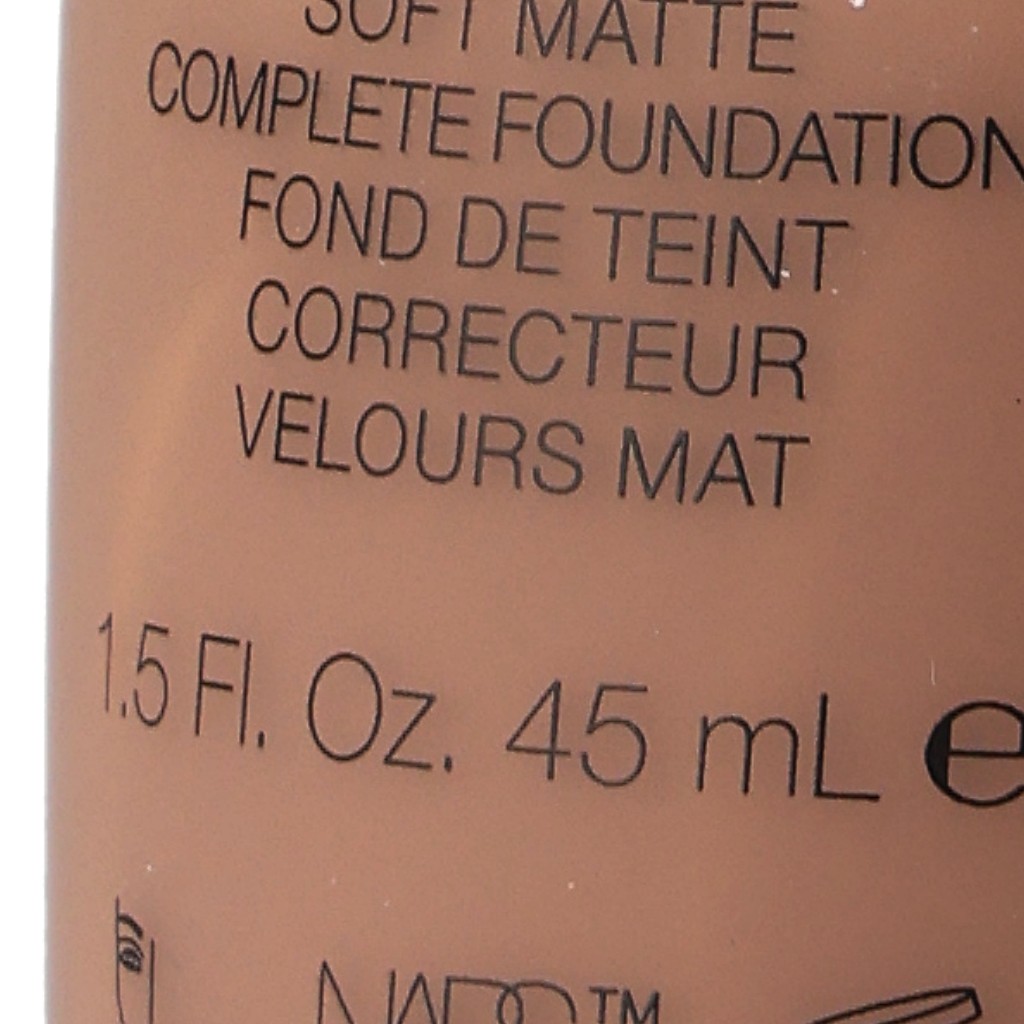 SOFT MATTE
COMPLETE FOUNDATION
FOND DE TEINT
CORRECTEUR
VELOURS MAT
1.5 Fl. Oz. 45 mL e